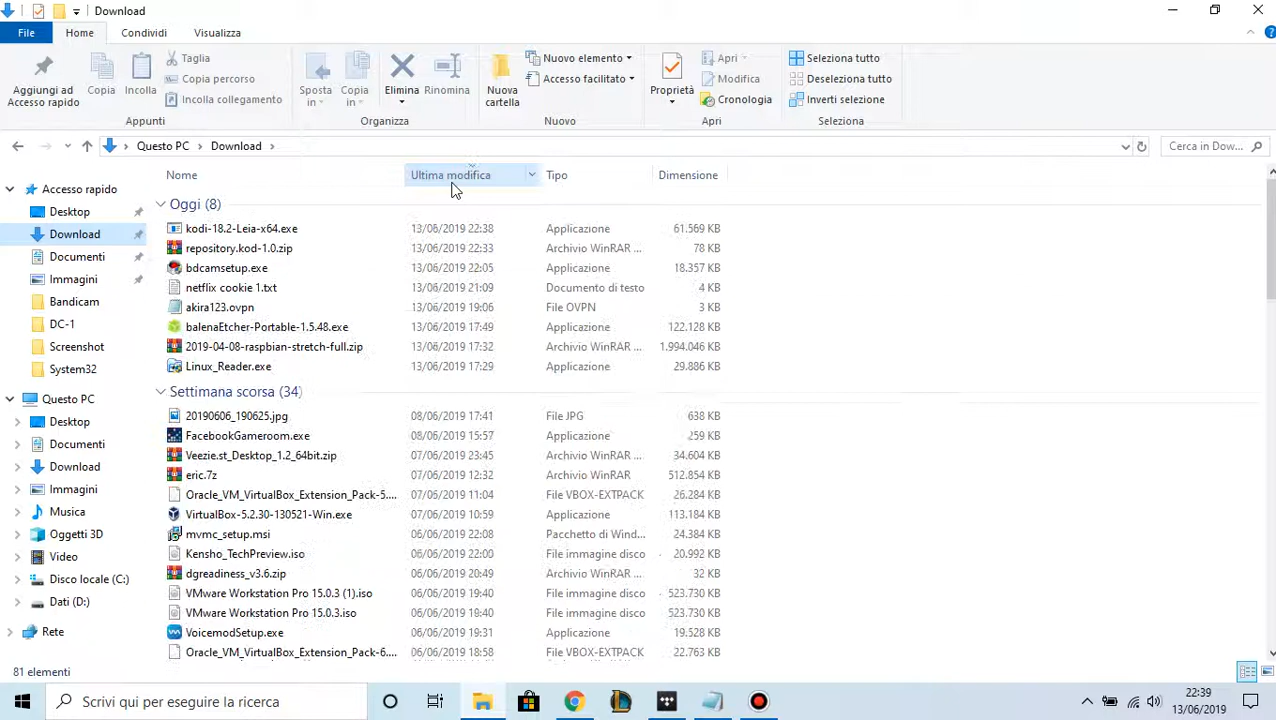 Download
File Home Condividi Visualizza
Aggiungi ad Accesso rapido
Copia
Incolla
Taglia
Copia percorso
Incolla collegamento
Appunti
Sposta in
Copia in
Elimina
Rinomina
Organizza
Nuova cartella
Nuovo elemento
Accesso facilitato
Nuovo
Proprietà
Apri
Modifica
Cronologia
Apri
Seleziona tutto
Deseleziona tutto
Inverti selezione
Seleziona
Questo PC > Download >
Cerca in Dow...
Accesso rapido
Desktop
Download
Documenti
Immagini
Bandicam
DC-1
Screenshot
System32
Questo PC
Desktop
Documenti
Download
Immagini
Musica
Oggetti 3D
Video
Disco locale (C:)
Dati (D:)
Rete
Nome Ultima modifica Tipo Dimensione
Oggi (8)
kodi-18.2-Leia-x64.exe 13/06/2019 22:38 Applicazione 61.569 KB
repository.kod-1.0.zip 13/06/2019 22:33 Archivio WinRAR ... 78 KB
bdcamsetup.exe 13/06/2019 22:05 Applicazione 18.357 KB
netflix cookie 1.txt 13/06/2019 21:09 Documento di testo 4 KB
akira123.ovpn 13/06/2019 19:06 File OVPN 3 KB
balenaEtcher-Portable-1.5.48.exe 13/06/2019 17:49 Applicazione 122.128 KB
2019-04-08-raspbian-stretch-full.zip 13/06/2019 17:32 Archivio WinRAR ... 1.994.046 KB
Linux_Reader.exe 13/06/2019 17:29 Applicazione 29.886 KB
Settimana scorsa (34)
20190606_190625.jpg 08/06/2019 17:41 File JPG 638 KB
FacebookGameroom.exe 08/06/2019 15:57 Applicazione 259 KB
Veezie.st_Desktop_1.2_64bit.zip 07/06/2019 23:45 Archivio WinRAR ... 34.604 KB
eric.7z 07/06/2019 12:32 Archivio WinRAR 512.854 KB
Oracle_VM_VirtualBox_Extension_Pack-5.... 07/06/2019 11:04 File VBOX-EXTPACK 26.284 KB
VirtualBox-5.2.30-130521-Win.exe 07/06/2019 10:59 Applicazione 113.184 KB
mvmc_setup.msi 06/06/2019 22:08 Pacchetto di Wind... 24.384 KB
Kensho_TechPreview.iso 06/06/2019 22:00 File immagine disco 20.992 KB
dgreadiness_v3.6.zip 06/06/2019 20:49 Archivio WinRAR ... 32 KB
VMware Workstation Pro 15.0.3 (1).iso 06/06/2019 19:40 File immagine disco 523.730 KB
VMware Workstation Pro 15.0.3.iso 06/06/2019 18:40 File immagine disco 523.730 KB
VoicemodSetup.exe 06/06/2019 19:31 Applicazione 19.528 KB
Oracle_VM_VirtualBox_Extension_Pack-6.... 06/06/2019 18:58 File VBOX-EXTPACK 22.763 KB
81 elementi
Scrivi qui per eseguire la ricerca
22:39
13/06/2019